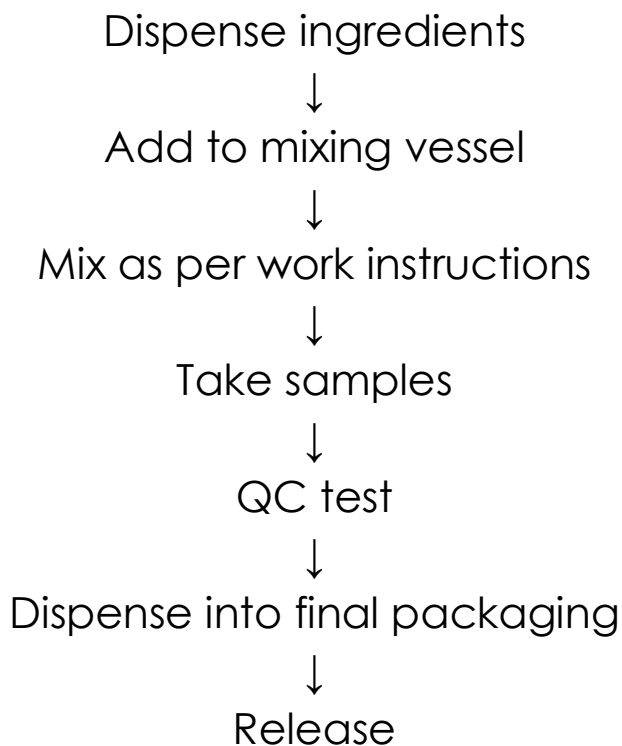 Dispense ingredients
↓
Add to mixing vessel
↓
Mix as per work instructions
↓
Take samples
↓
QC test
↓
Dispense into final packaging
↓
Release